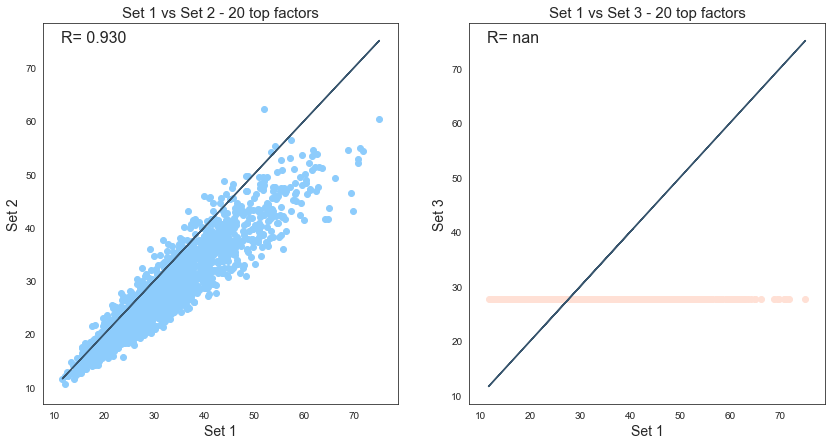 Set 1 vs Set 2 - 20 top factors
R= 0.930
70
60
50
40
30
20
10
Set 2
10 20 30 40 50 60 70
Set 1
Set 1 vs Set 3 - 20 top factors
R= nan
70
60
50
40
30
20
10
Set 3
10 20 30 40 50 60 70
Set 1